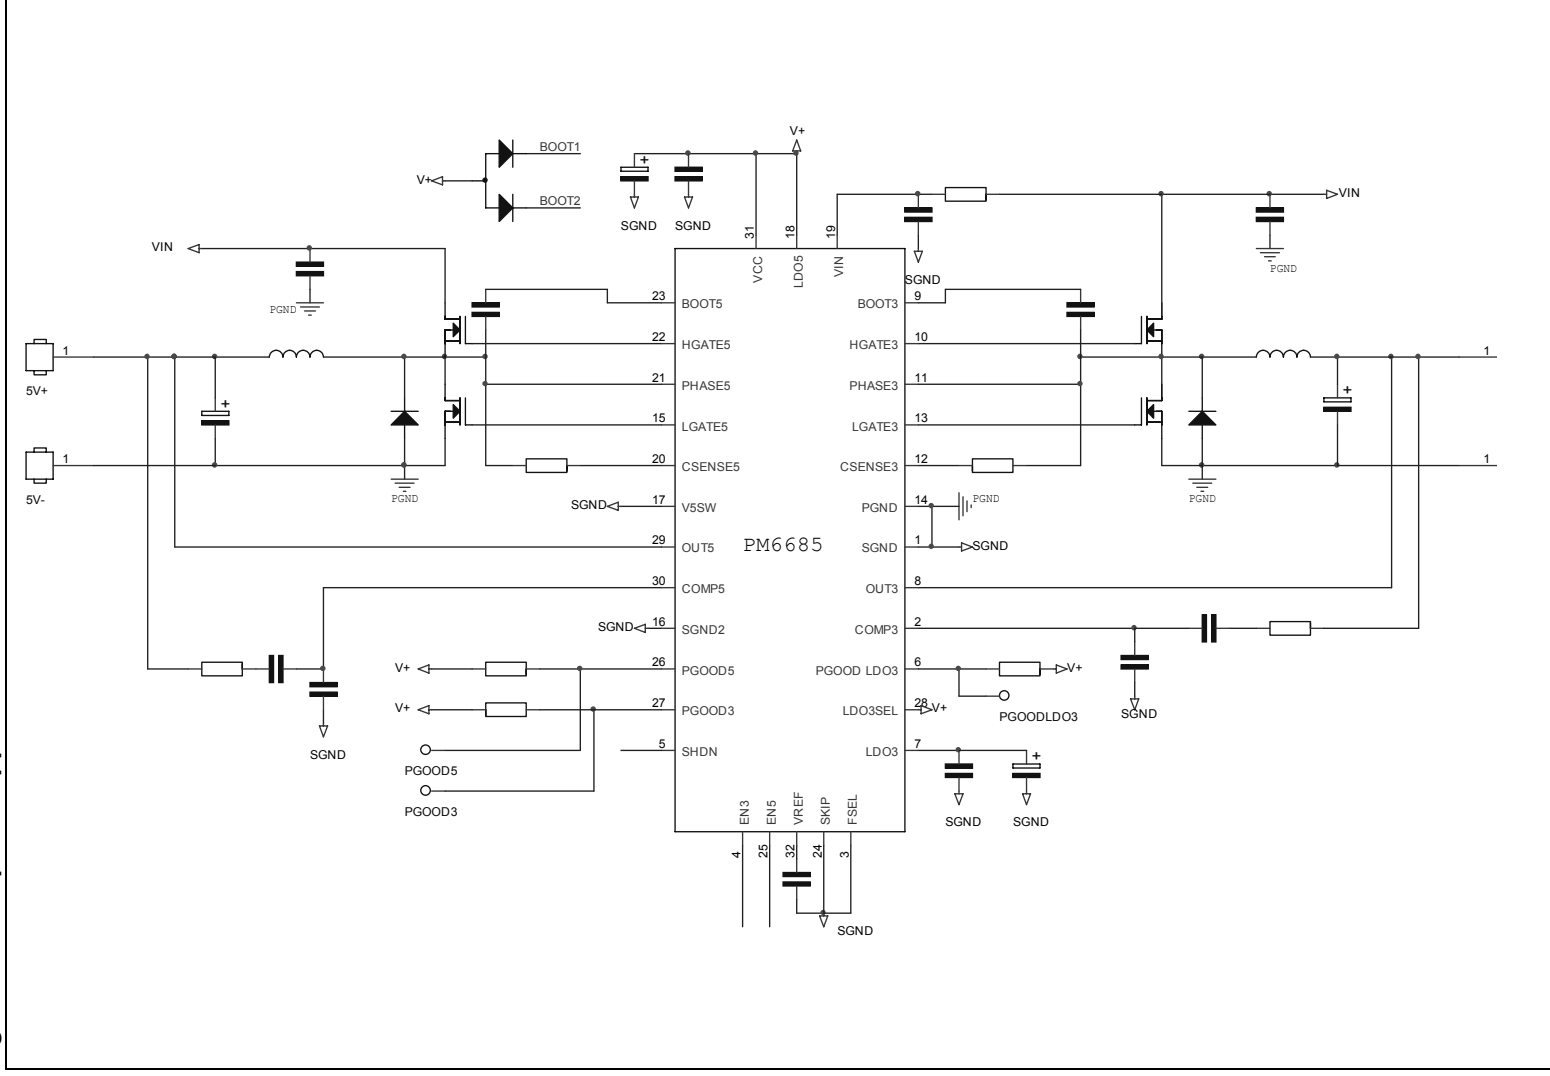 V+
BOOT1
V+
BOOT2
+
SGND
SGND
31
18
19
VIN
VIN
SGND
PGND
PGND
VCC
LDO5
VIN
23
BOOT5
BOOT3
9
22
HGATE5
HGATE3
10
1
1
5V+
21
PHASE5
PHASE3
11
+
+
15
LGATE5
LGATE3
13
1
1
5V-
20
CSENSE5
CSENSE3
12
PGND
PGND
SGND
17
V5SW
PGND
14
PGND
29
OUT5
PM6685
SGND
1
SGND
30
COMP5
OUT3
8
SGND
16
SGND2
COMP3
2
V+
26
PGOOD5
PGOOD LDO3
6
V+
V+
27
PGOOD3
LDO3SEL
28
V+
PGOODLDO3
SGND
SGND
5
SHDN
LDO3
7
+
PGOOD5
PGOOD3
EN3
EN5
VREF
SKIP
FSEL
SGND
SGND
4
25
32
24
3
SGND